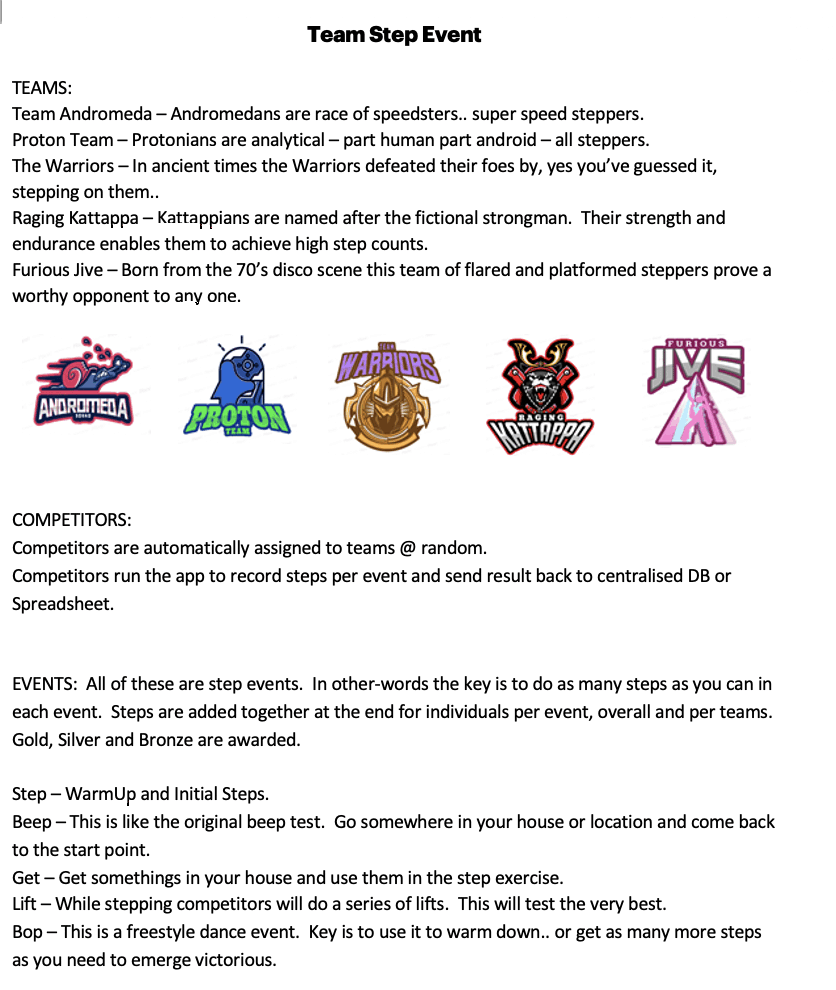 Team Step Event
TEAMS:
Team Andromeda – Andromedans are race of speedsters.. super speed steppers.
Proton Team – Protonians are analytical – part human part android – all steppers.
The Warriors – In ancient times the Warriors defeated their foes by, yes you've guessed it,
stepping on them..
Raging Kattappa – Kattappians are named after the fictional strongman.  Their strength and
endurance enables them to achieve high step counts.
Furious Jive – Born from the 70's disco scene this team of flared and platformed steppers prove a
worthy opponent to any one.
ANDROMEDA
PROTON
TEAM
TEAM
WARRIORS
RAGING
KATTAPPA
FURIOUS
JIVE
COMPETITORS:
Competitors are automatically assigned to teams @ random.
Competitors run the app to record steps per event and send result back to centralised DB or
Spreadsheet.
EVENTS:  All of these are step events.  In other-words the key is to do as many steps as you can in
each event.  Steps are added together at the end for individuals per event, overall and per teams.
Gold, Silver and Bronze are awarded.
Step – WarmUp and Initial Steps.
Beep – This is like the original beep test.  Go somewhere in your house or location and come back
to the start point.
Get – Get somethings in your house and use them in the step exercise.
Lift – While stepping competitors will do a series of lifts.  This will test the very best.
Bop – This is a freestyle dance event.  Key is to use it to warm down.. or get as many more steps
as you need to emerge victorious.